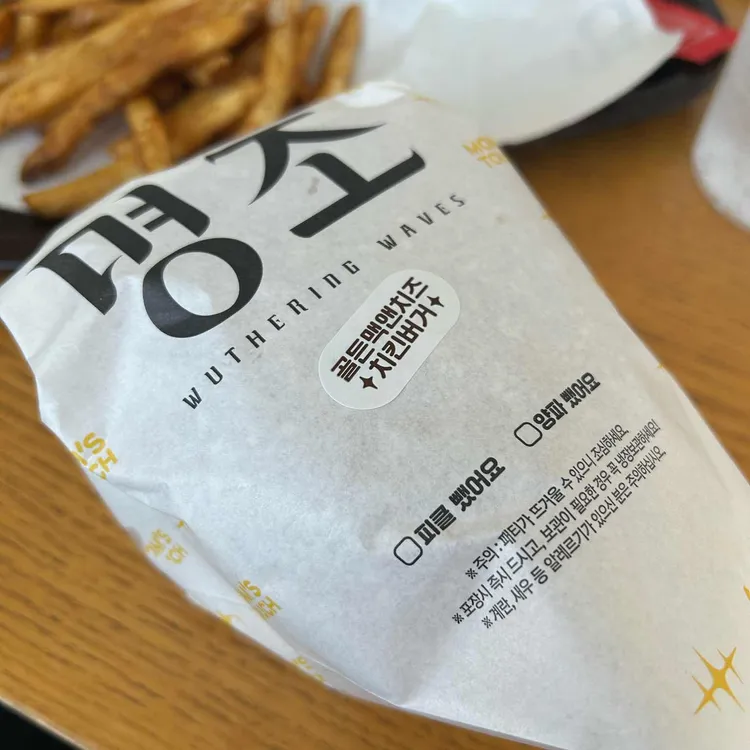 명조
WUTHERING WAVES
골든맥앤치즈
치킨버거
양파 뺐어요
피클 뺐어요
※ 주의 : 패티가 뜨거울 수 있으니 조심하세요.
※ 포장시 즉시 드시고, 보관이 필요한 경우 꼭 냉장보관하세요!
※ 계란, 새우 등 알레르기가 있으신 분은 주의하십시오.